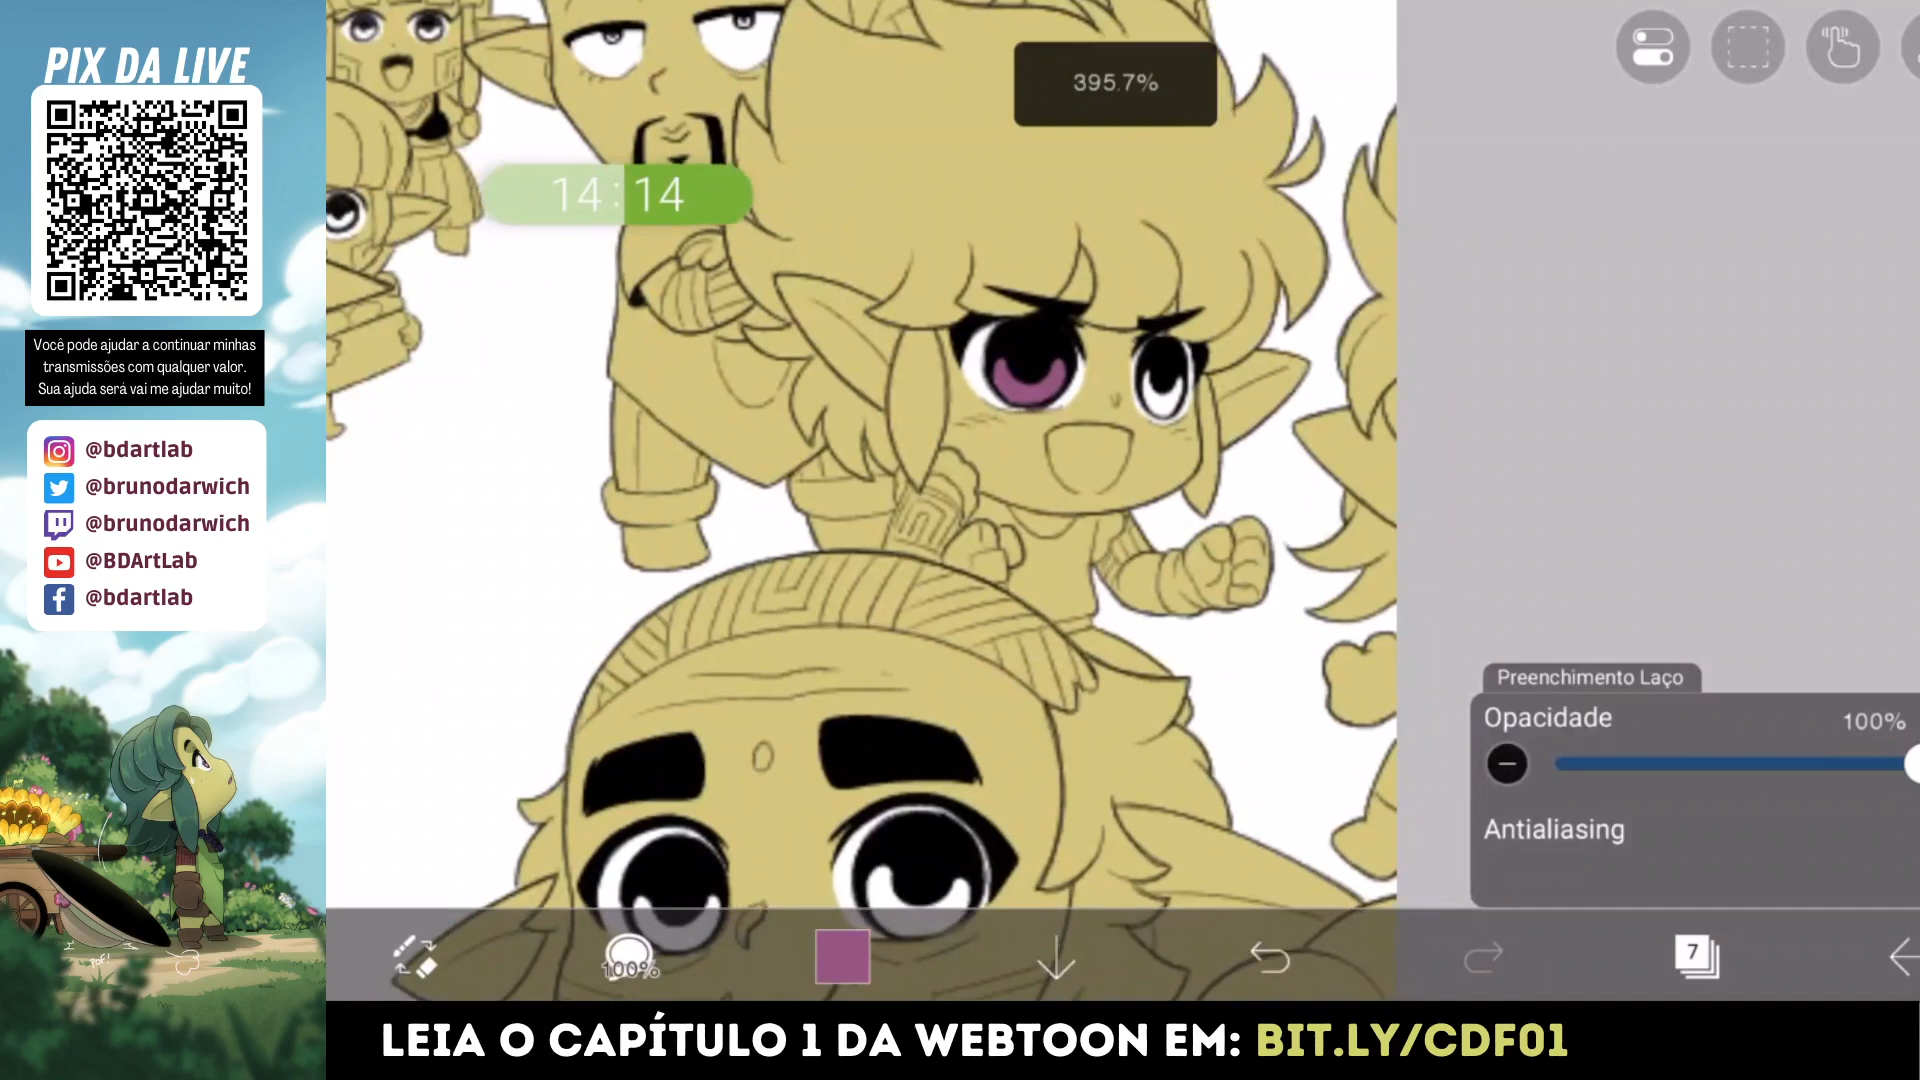 PIX DA LIVE
Você pode ajudar a continuar minhas
transmissões com qualquer valor.
Sua ajuda será vai me ajudar muito!
@bdartlab
@brunodarwich
@brunodarwich
@BDArtLab
@bdartlab
POF!
395.7%
14:14
Preenchimento Laço
Opacidade 100%
Antialiasing
100%
7
LEIA O CAPÍTULO 1 DA WEBTOON EM: BIT.LY/CDF01